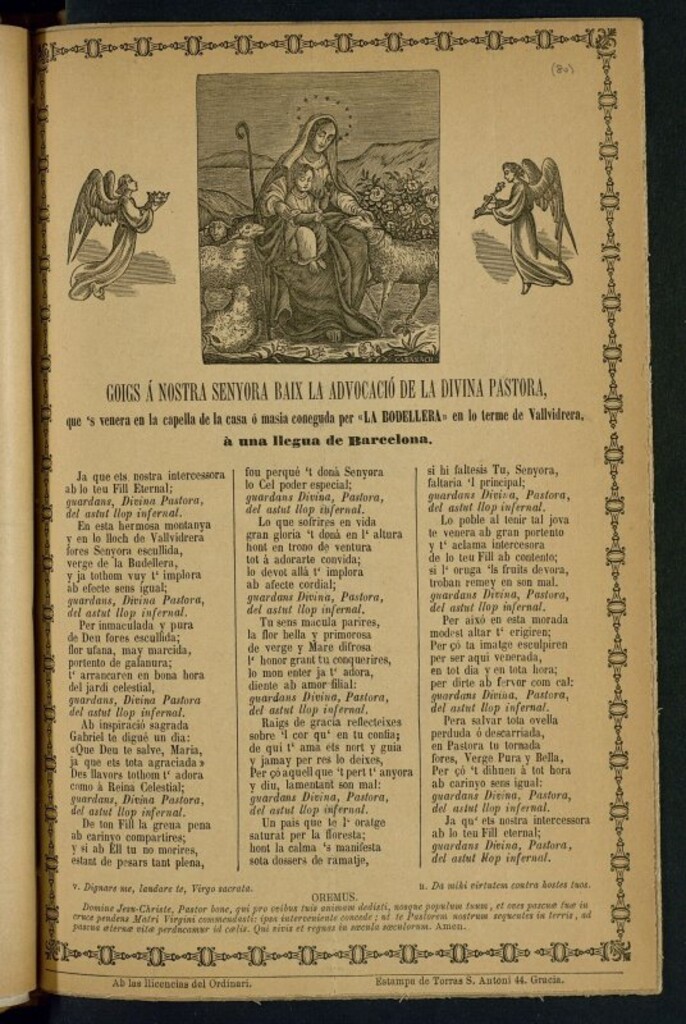 (80)
CASANACH
GOIGS Á NOSTRA SENYORA BAIX LA ADVOCACIÓ DE LA DIVINA PASTORA,
que 's venera en la capella de la casa ó masia coneguda per «LA BODELLERA» en lo terme de Vallvidrera,
à una llegua de Barcelona.
Ja que ets nostra intercessora
ab lo teu Fill Eternal;
guardans, Divina Pastora,
del astut llop infernal.
En esta hermosa montanya
y en lo lloch de Vallvidrera
fores Senyora escullida,
verge de la Budellera,
y ja tothom vuy t' implora
ab efecte sens igual;
guardans, Divina Pastora,
del astut llop infernal.
Per inmaculada y pura
de Deu fores escullida;
flor ufana, may marcida,
portento de galanura;
t' arrancaren en bona hora
del jardi celestial,
guardans, Divina Pastora
del astut llop infernal.
Ab inspiració sagrada
Gabriel te digué un dia:
«Que Deu te salve, Maria,
ja que ets tota agraciada»
Des llavors tothom t' adora
como à Reina Celestial;
guardans, Divina Pastora,
del astut llop infernal.
De ton Fill la greua pena
ab carinyo compartires;
y si ab Ell tu no morires,
estant de pesars tant plena,
fou perquè 't donà Senyora
lo Cel poder especial;
guardans Divina, Pastora,
del astut llop infernal.
Lo que sofrires en vida
gran gloria 't donà en l' altura
hont en trono de ventura
tot à adorarte convida;
lo devot allà t' implora
ab afecte cordial;
guardans Divina, Pastora,
del astut llop infernal.
Tu sens macula parires,
la flor bella y primorosa
de verge y Mare difrosa
l' honor grant tu conquerires,
lo mon enter ja t' adora,
diente ab amor filial:
guardans Divina, Pastora,
del astut llop infernal.
Raigs de gracia reflecteixes
sobre 'l cor qu' en tu confia;
de qui t' ama ets nort y guia
y jamay per res lo deixes,
Per çò aquell que 't pert t' anyora
y diu, lamentant son mal:
guardans Divina, Pastora,
del astut llop infernal.
Un pais que te l' oratge
saturat per la floresta;
hont la calma 's manifesta
sota dossers de ramatje,
si hi faltesis Tu, Senyora,
faltaria 'l principal;
guardans Divina, Pastora,
del astut llop infernal.
Lo poble al tenir tal jova
te venera ab gran portento
y t' aclama intercesora
de lo teu Fill ab contento;
si l' oruga 'ls fruits devora,
troban remey en son mal.
guardans Divina, Pastora,
del astut llop infernal.
Per aixó en esta morada
modest altar t' erigiren;
Per çò ta imatge esculpiren
per ser aqui venerada,
en tot dia y en tota hora;
per dirte ab fervor com cal:
guardans Divina, Pastora,
del astut llop infernal.
Pera salvar tota ovella
perduda ó descarriada,
en Pastora tu tornada
fores, Verge Pura y Bella,
Per çó 't dihuen à tot hora
ab carinyo sens igual:
guardans Divina, Pastora,
del astut llop infernal.
Ja qu' ets nostra intercessora
ab lo teu Fill eternal;
guardans Divina, Pastora,
del astut llop infernal.
v. Dignare me, laudare te, Virgo sacrata.
R. Da mihi virtutem contra hostes tuos.
OREMUS.
Domine Jesu-Christe, Pastor bone, qui pro ovibus tuis animam dedisti, nosque populum tuum, et oves pascuæ tuæ in
cruce pendens Matri Virgini commendasti: ipsa interveniente concede; ut te Pastorem nostrum sequentes in terris, ad
pascua æternæ vitæ perducamur id cœlis. Qui vivis et regnas in sæcula sæculorum. Amen.
Ab las llicencias del Ordinari.
Estampa de Torras S. Antoni 44. Gracia.